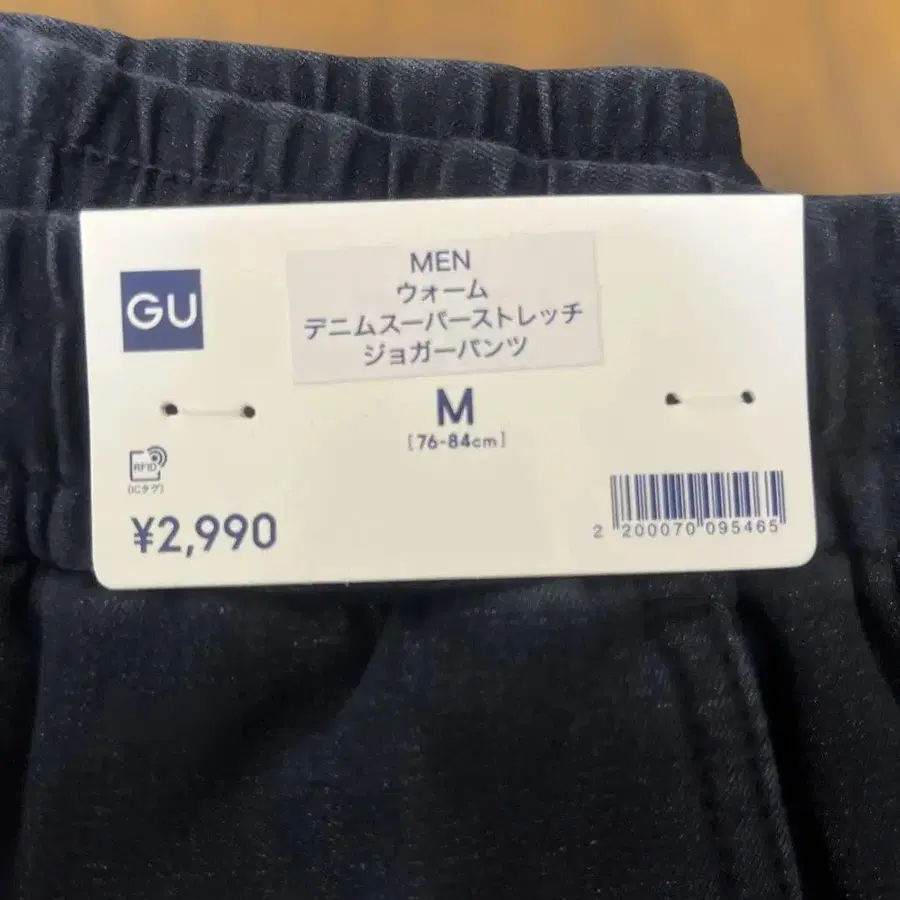 GU
MEN
ウォーム
デニムスーパーストレッチ
ジョガーパンツ
M
[76-84cm]
RFID
(ICタグ)
¥2,990
2 200070 095465